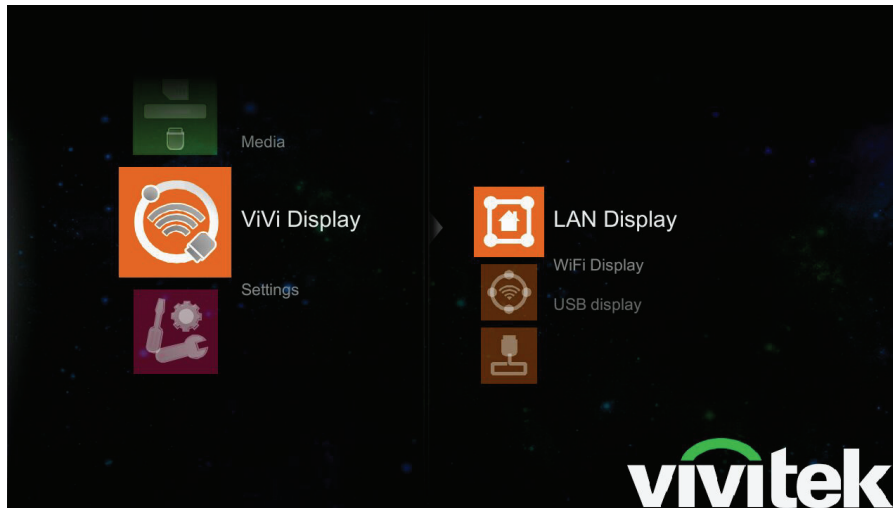 Media
ViVi Display
Settings
LAN Display
WiFi Display
USB display
vivitek